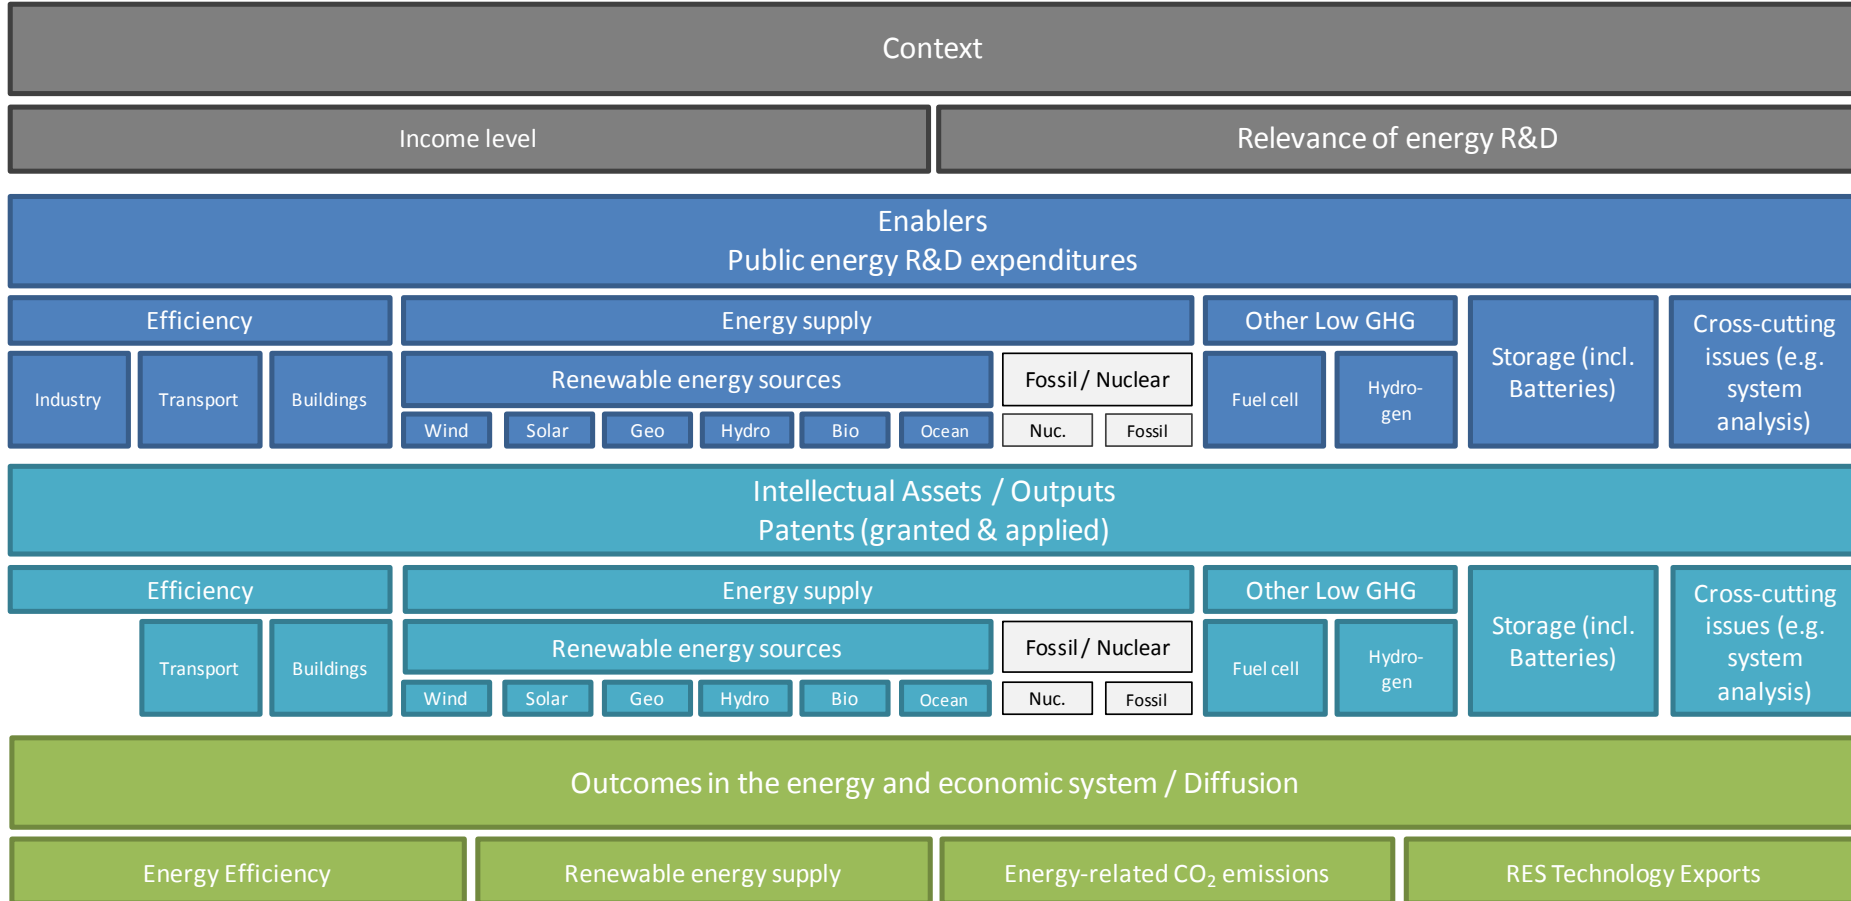 Context
Income level
Relevance of energy R&D
Enablers
Public energy R&D expenditures
Efficiency
Energy supply
Other Low GHG
Storage (incl.
Batteries)
Cross-cutting
issues (e.g.
system
analysis)
Industry
Transport
Buildings
Renewable energy sources
Fossil / Nuclear
Fuel cell
Hydro-
gen
Wind
Solar
Geo
Hydro
Bio
Ocean
Nuc.
Fossil
Intellectual Assets / Outputs
Patents (granted & applied)
Efficiency
Energy supply
Other Low GHG
Storage (incl.
Batteries)
Cross-cutting
issues (e.g.
system
analysis)
Transport
Buildings
Renewable energy sources
Fossil / Nuclear
Fuel cell
Hydro-
gen
Wind
Solar
Geo
Hydro
Bio
Ocean
Nuc.
Fossil
Outcomes in the energy and economic system / Diffusion
Energy Efficiency
Renewable energy supply
Energy-related CO₂ emissions
RES Technology Exports